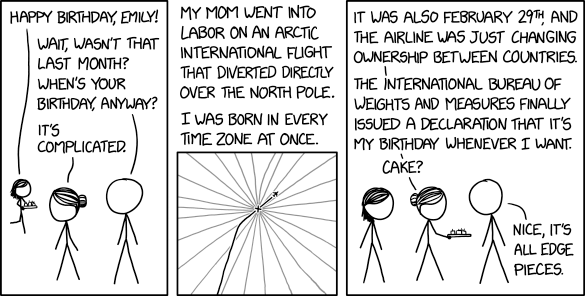 HAPPY BIRTHDAY, EMILY!
WAIT, WASN'T THAT
LAST MONTH?
WHEN'S YOUR
BIRTHDAY, ANYWAY?
IT'S
COMPLICATED.
MY MOM WENT INTO
LABOR ON AN ARCTIC
INTERNATIONAL FLIGHT
THAT DIVERTED DIRECTLY
OVER THE NORTH POLE.
I WAS BORN IN EVERY
TIME ZONE AT ONCE.
IT WAS ALSO FEBRUARY 29TH, AND
THE AIRLINE WAS JUST CHANGING
OWNERSHIP BETWEEN COUNTRIES.
THE INTERNATIONAL BUREAU OF
WEIGHTS AND MEASURES FINALLY
ISSUED A DECLARATION THAT IT'S
MY BIRTHDAY WHENEVER I WANT.
CAKE?
NICE, IT'S
ALL EDGE
PIECES.